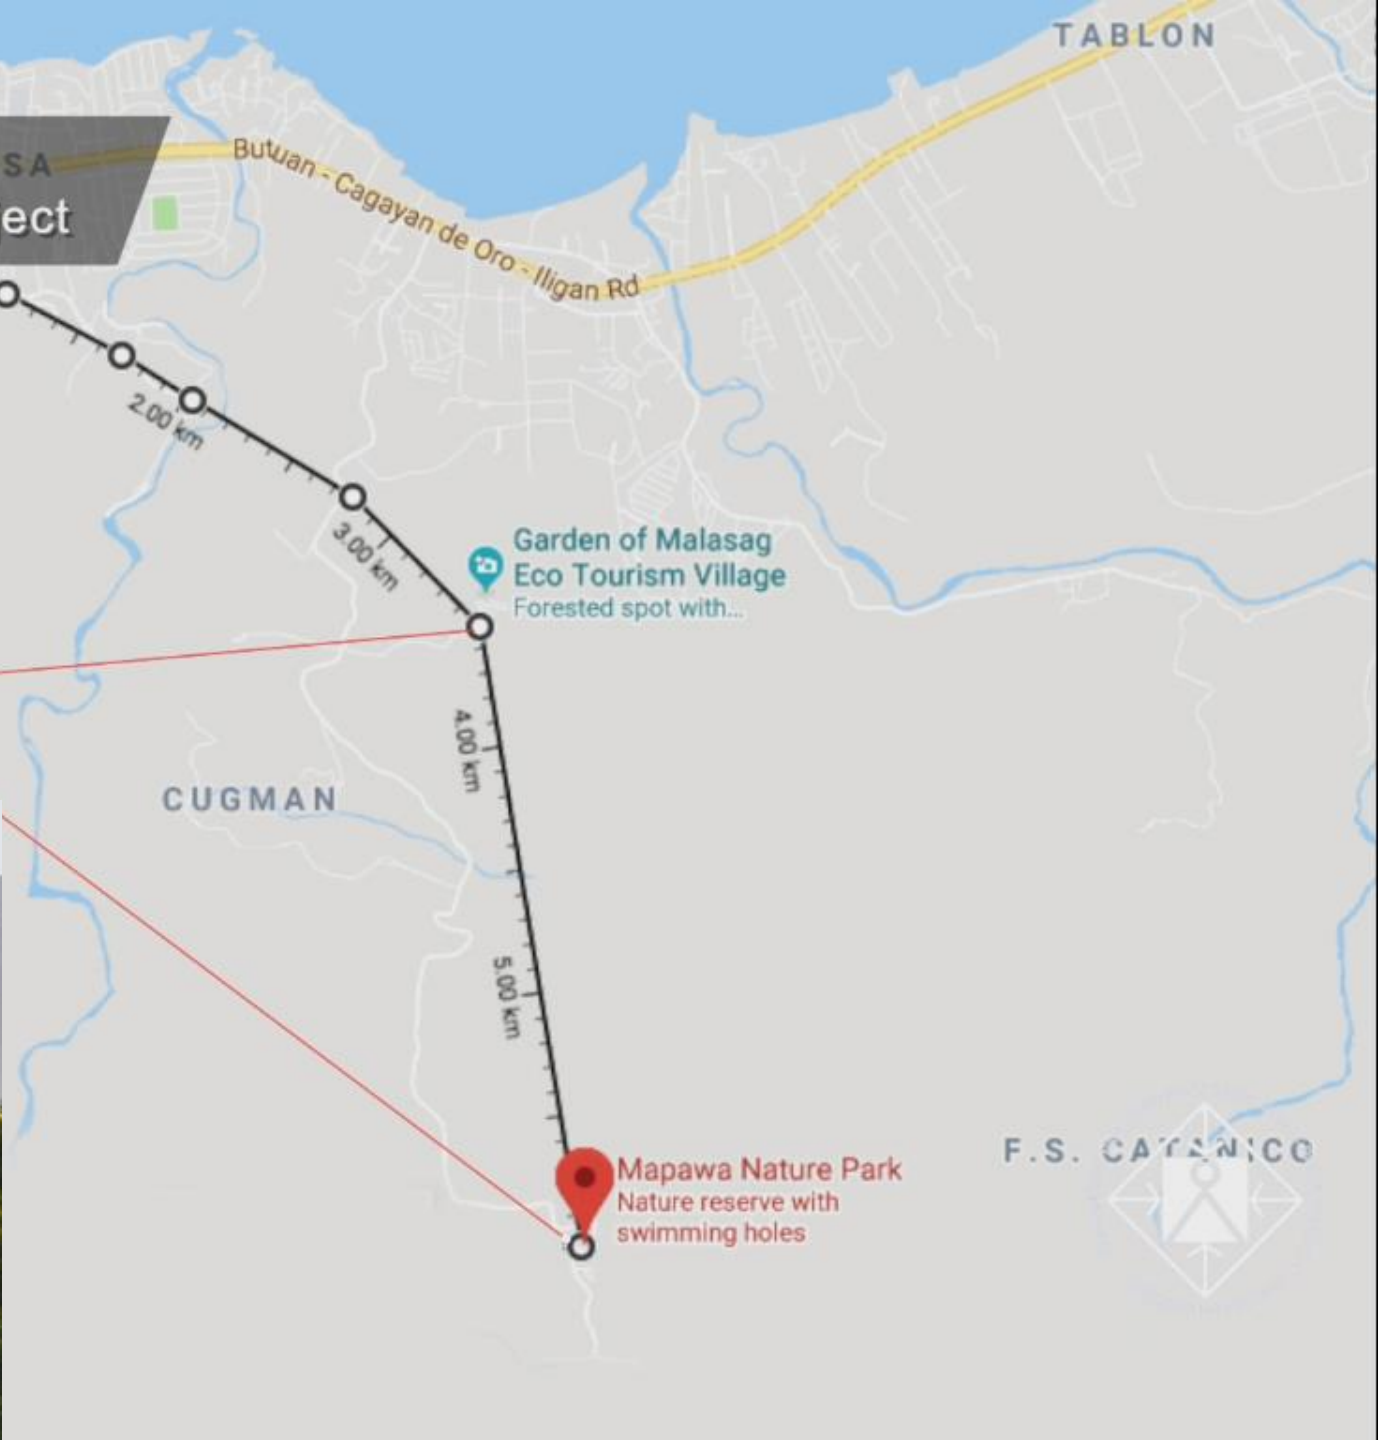 TABLON
SA
Butuan - Cagayan de Oro - Iligan Rd
ect
2.00 km
3.00 km
Garden of Malasag
Eco Tourism Village
Forested spot with...
4.00 km
CUGMAN
5.00 km
F.S. CATANICO
Mapawa Nature Park
Nature reserve with
swimming holes